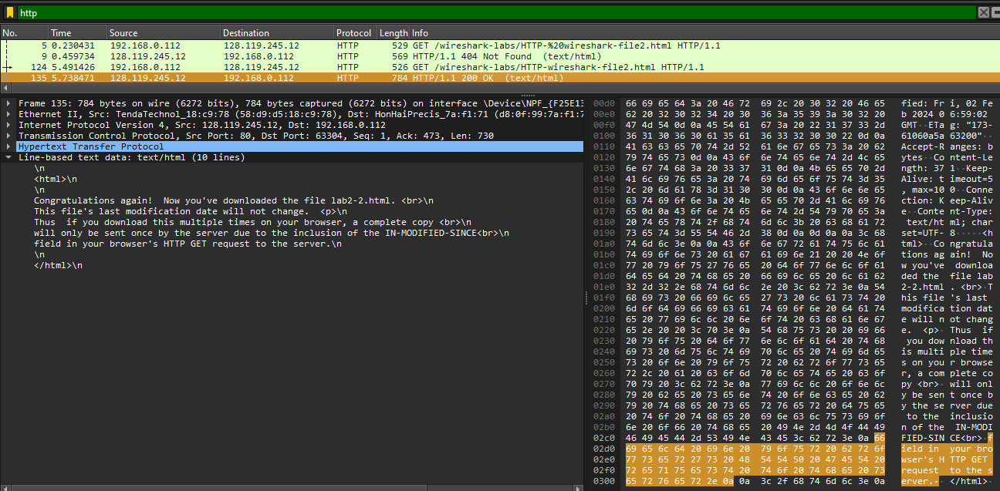 http
No. Time Source Destination Protocol Length Info
5 0.230431 192.168.0.112 128.119.245.12 HTTP 529 GET /wireshark-labs/HTTP-%20wireshark-file2.html HTTP/1.1
9 0.459734 128.119.245.12 192.168.0.112 HTTP 569 HTTP/1.1 404 Not Found (text/html)
124 5.491426 192.168.0.112 128.119.245.12 HTTP 526 GET /wireshark-labs/HTTP-wireshark-file2.html HTTP/1.1
135 5.738471 128.119.245.12 192.168.0.112 HTTP 784 HTTP/1.1 200 OK (text/html)
Frame 135: 784 bytes on wire (6272 bits), 784 bytes captured (6272 bits) on interface \Device\NPF_{F25E13
Ethernet II, Src: TendaTechnol_18:c9:78 (58:d9:d5:18:c9:78), Dst: HonHaiPrecis_7a:f1:71 (d8:0f:99:7a:f1:7
Internet Protocol Version 4, Src: 128.119.245.12, Dst: 192.168.0.112
Transmission Control Protocol, Src Port: 80, Dst Port: 63304, Seq: 1, Ack: 473, Len: 730
Hypertext Transfer Protocol
Line-based text data: text/html (10 lines)
\n
<html>\n
\n
Congratulations again!  Now you've downloaded the file lab2-2.html. <br>\n
This file's last modification date will not change.  <p>\n
Thus  if you download this multiple times on your browser, a complete copy <br>\n
will only be sent once by the server due to the inclusion of the IN-MODIFIED-SINCE<br>\n
field in your browser's HTTP GET request to the server.\n
\n
</html>\n
00d0 66 69 65 64 3a 20 46 72 69 2c 20 30 32 20 46 65 fied: Fr i, 02 Fe
00e0 62 20 32 30 32 34 20 30 36 3a 35 39 3a 30 32 20 b 2024 0 6:59:02
00f0 47 4d 54 0d 0a 45 54 61 67 3a 20 22 31 37 33 2d GMT··ETa g: "173-
0100 36 31 30 36 30 61 35 61 36 33 32 30 30 22 0d 0a 61060a5a 63200"··
0110 41 63 63 65 70 74 2d 52 61 6e 67 65 73 3a 20 62 Accept-R anges: b
0120 79 74 65 73 0d 0a 43 6f 6e 74 65 6e 74 2d 4c 65 ytes··Co ntent-Le
0130 6e 67 74 68 3a 20 33 37 31 0d 0a 4b 65 65 70 2d ngth: 37 1··Keep-
0140 41 6c 69 76 65 3a 20 74 69 6d 65 6f 75 74 3d 35 Alive: t imeout=5
0150 2c 20 6d 61 78 3d 31 30 30 0d 0a 43 6f 6e 6e 65 , max=10 0··Conne
0160 63 74 69 6f 6e 3a 20 4b 65 65 70 2d 41 6c 69 76 ction: K eep-Aliv
0170 65 0d 0a 43 6f 6e 74 65 6e 74 2d 54 79 70 65 3a e··Conte nt-Type:
0180 20 74 65 78 74 2f 68 74 6d 6c 3b 20 63 68 61 72 text/ht ml; char
0190 73 65 74 3d 55 54 46 2d 38 0d 0a 0d 0a 0a 3c 68 set=UTF- 8·····<h
01a0 74 6d 6c 3e 0a 0a 43 6f 6e 67 72 61 74 75 6c 61 tml>··Co ngratula
01b0 74 69 6f 6e 73 20 61 67 61 69 6e 21 20 20 4e 6f tions ag ain!  No
01c0 77 20 79 6f 75 27 76 65 20 64 6f 77 6e 6c 6f 61 w you've downloa
01d0 64 65 64 20 74 68 65 20 66 69 6c 65 20 6c 61 62 ded the file lab
01e0 32 2d 32 2e 68 74 6d 6c 2e 20 3c 62 72 3e 0a 54 2-2.html . <br>·T
01f0 68 69 73 20 66 69 6c 65 27 73 20 6c 61 73 74 20 his file 's last
0200 6d 6f 64 69 66 69 63 61 74 69 6f 6e 20 64 61 74 modifica tion dat
0210 65 20 77 69 6c 6c 20 6e 6f 74 20 63 68 61 6e 67 e will n ot chang
0220 65 2e 20 20 3c 70 3e 0a 54 68 75 73 20 20 69 66 e.  <p>· Thus  if
0230 20 79 6f 75 20 64 6f 77 6e 6c 6f 61 64 20 74 68 you dow nload th
0240 69 73 20 6d 75 6c 74 69 70 6c 65 20 74 69 6d 65 is multi ple time
0250 73 20 6f 6e 20 79 6f 75 72 20 62 72 6f 77 73 65 s on you r browse
0260 72 2c 20 61 20 63 6f 6d 70 6c 65 74 65 20 63 6f r, a com plete co
0270 70 79 20 3c 62 72 3e 0a 77 69 6c 6c 20 6f 6e 6c py <br>· will onl
0280 79 20 62 65 20 73 65 6e 74 20 6f 6e 63 65 20 62 y be sen t once b
0290 79 20 74 68 65 20 73 65 72 76 65 72 20 64 75 65 y the se rver due
02a0 20 74 6f 20 74 68 65 20 69 6e 63 6c 75 73 69 6f to the inclusio
02b0 6e 20 6f 66 20 74 68 65 20 49 4e 2d 4d 4f 44 49 n of the IN-MODI
02c0 46 49 45 44 2d 53 49 4e 43 45 3c 62 72 3e 0a 66 FIED-SIN CE<br>·f
02d0 69 65 6c 64 20 69 6e 20 79 6f 75 72 20 62 72 6f ield in your bro
02e0 77 73 65 72 27 73 20 48 54 54 50 20 47 45 54 20 wser's H TTP GET
02f0 72 65 71 75 65 73 74 20 74 6f 20 74 68 65 20 73 request to the s
0300 65 72 76 65 72 2e 0a 0a 3c 2f 68 74 6d 6c 3e 0a erver.·· </html>·